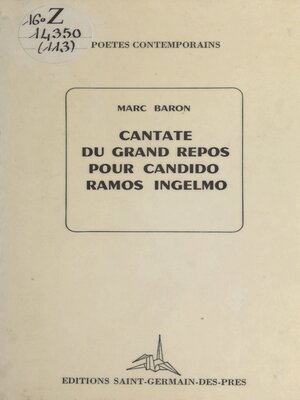 16° Z
14350
(113)
POETES CONTEMPORAINS
MARC BARON
CANTATE
DU GRAND REPOS
POUR CANDIDO
RAMOS INGELMO
EDITIONS SAINT-GERMAIN-DES-PRES